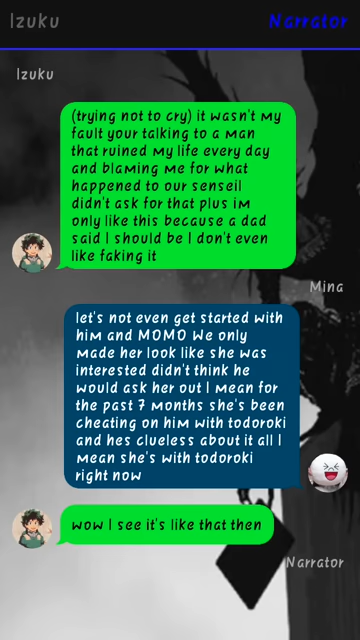 Izuku Narrator
Izuku
(trying not to cry) it wasn't my
fault your talking to a man
that ruined my life every day
and blaming me for what
happened to our senseiI
didn't ask for that plus im
only like this because a dad
said I should be I don't even
like faking it
Mina
let's not even get started with
him and MOMO We only
made her look like she was
interested didn't think he
would ask her out I mean for
the past 7 months she's been
cheating on him with todoroki
and hes clueless about it all I
mean she's with todoroki
right now
wow I see it's like that then
Narrator